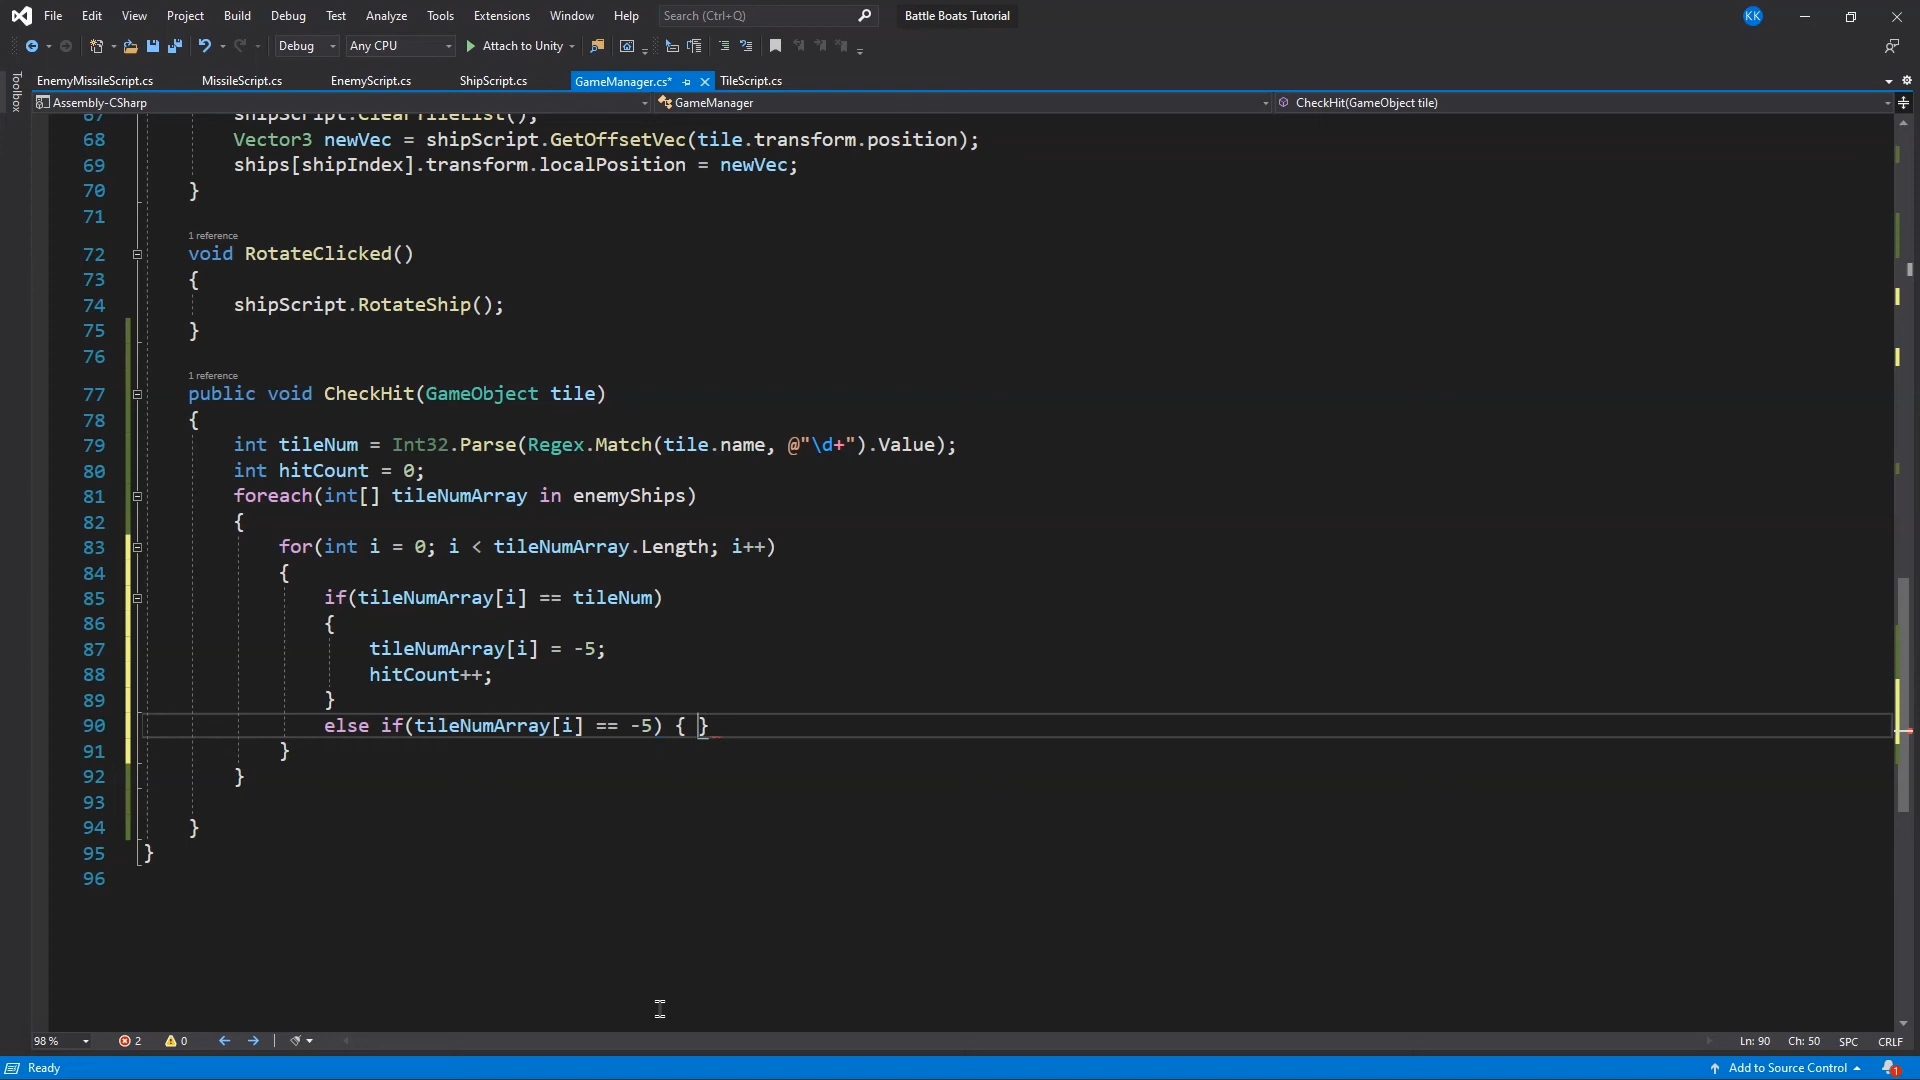 File Edit View Project Build Debug Test Analyze Tools Extensions Window Help Search (Ctrl+Q) Battle Boats Tutorial KK
Debug Any CPU Attach to Unity
Toolbox
EnemyMissileScript.cs MissileScript.cs EnemyScript.cs ShipScript.cs GameManager.cs* TileScript.cs
Assembly-CSharp GameManager CheckHit(GameObject tile)
67 shipScript.ClearTileList();
68 Vector3 newVec = shipScript.GetOffsetVec(tile.transform.position);
69 ships[shipIndex].transform.localPosition = newVec;
70 }
71
1 reference
72 void RotateClicked()
73 {
74 shipScript.RotateShip();
75 }
76
1 reference
77 public void CheckHit(GameObject tile)
78 {
79 int tileNum = Int32.Parse(Regex.Match(tile.name, @"\d+").Value);
80 int hitCount = 0;
81 foreach(int[] tileNumArray in enemyShips)
82 {
83 for(int i = 0; i < tileNumArray.Length; i++)
84 {
85 if(tileNumArray[i] == tileNum)
86 {
87 tileNumArray[i] = -5;
88 hitCount++;
89 }
90 else if(tileNumArray[i] == -5) { }
91 }
92 }
93
94 }
95 }
96
98 % 2 0 Ln: 90 Ch: 50 SPC CRLF
Ready Add to Source Control 1